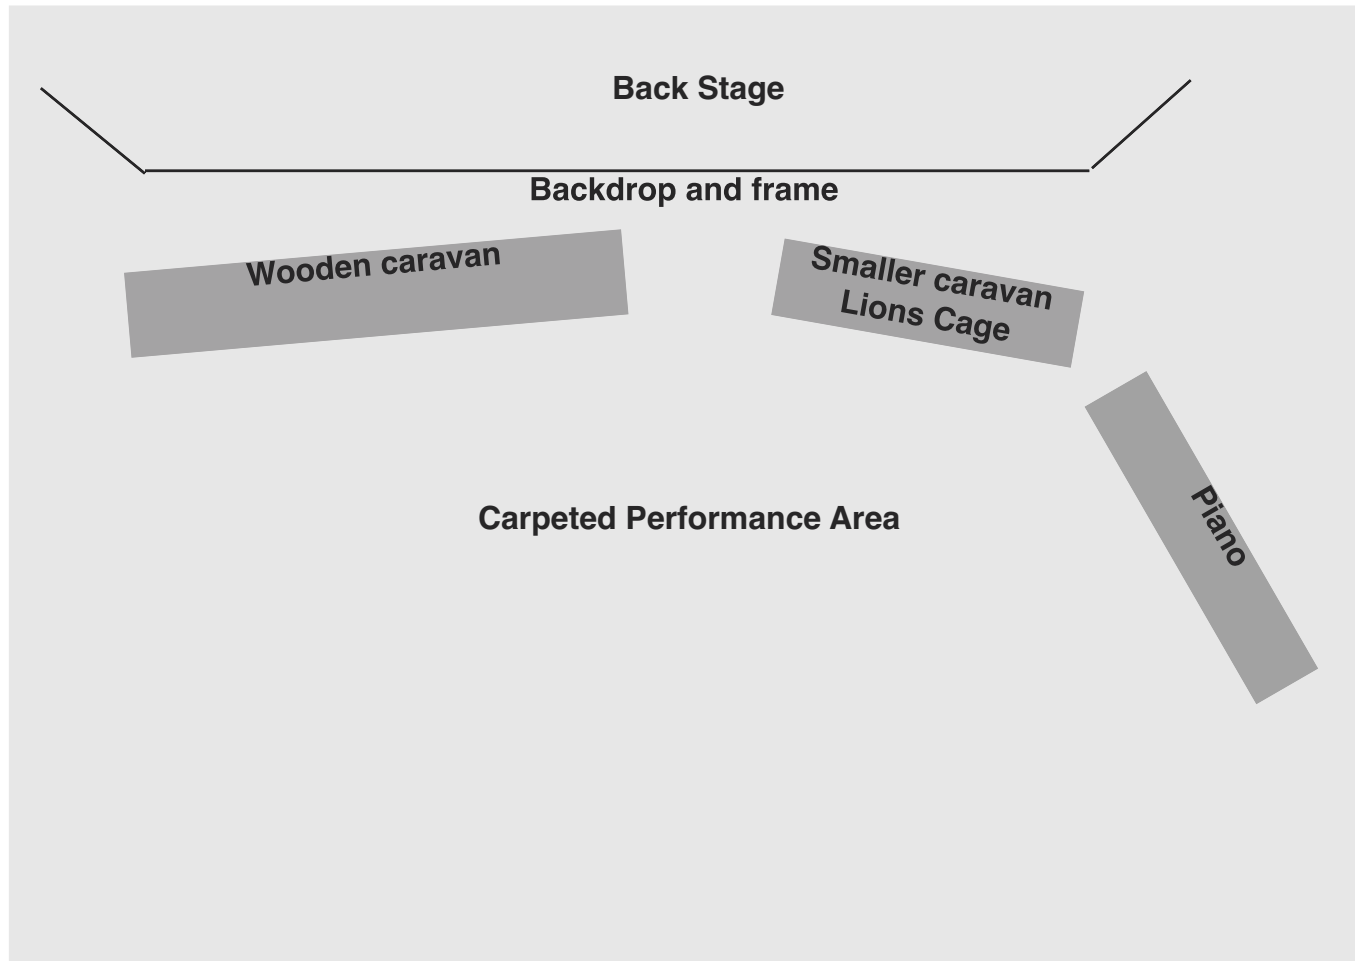 Back Stage
Backdrop and frame
Wooden caravan
Smaller caravan
Lions Cage
Piano
Carpeted Performance Area